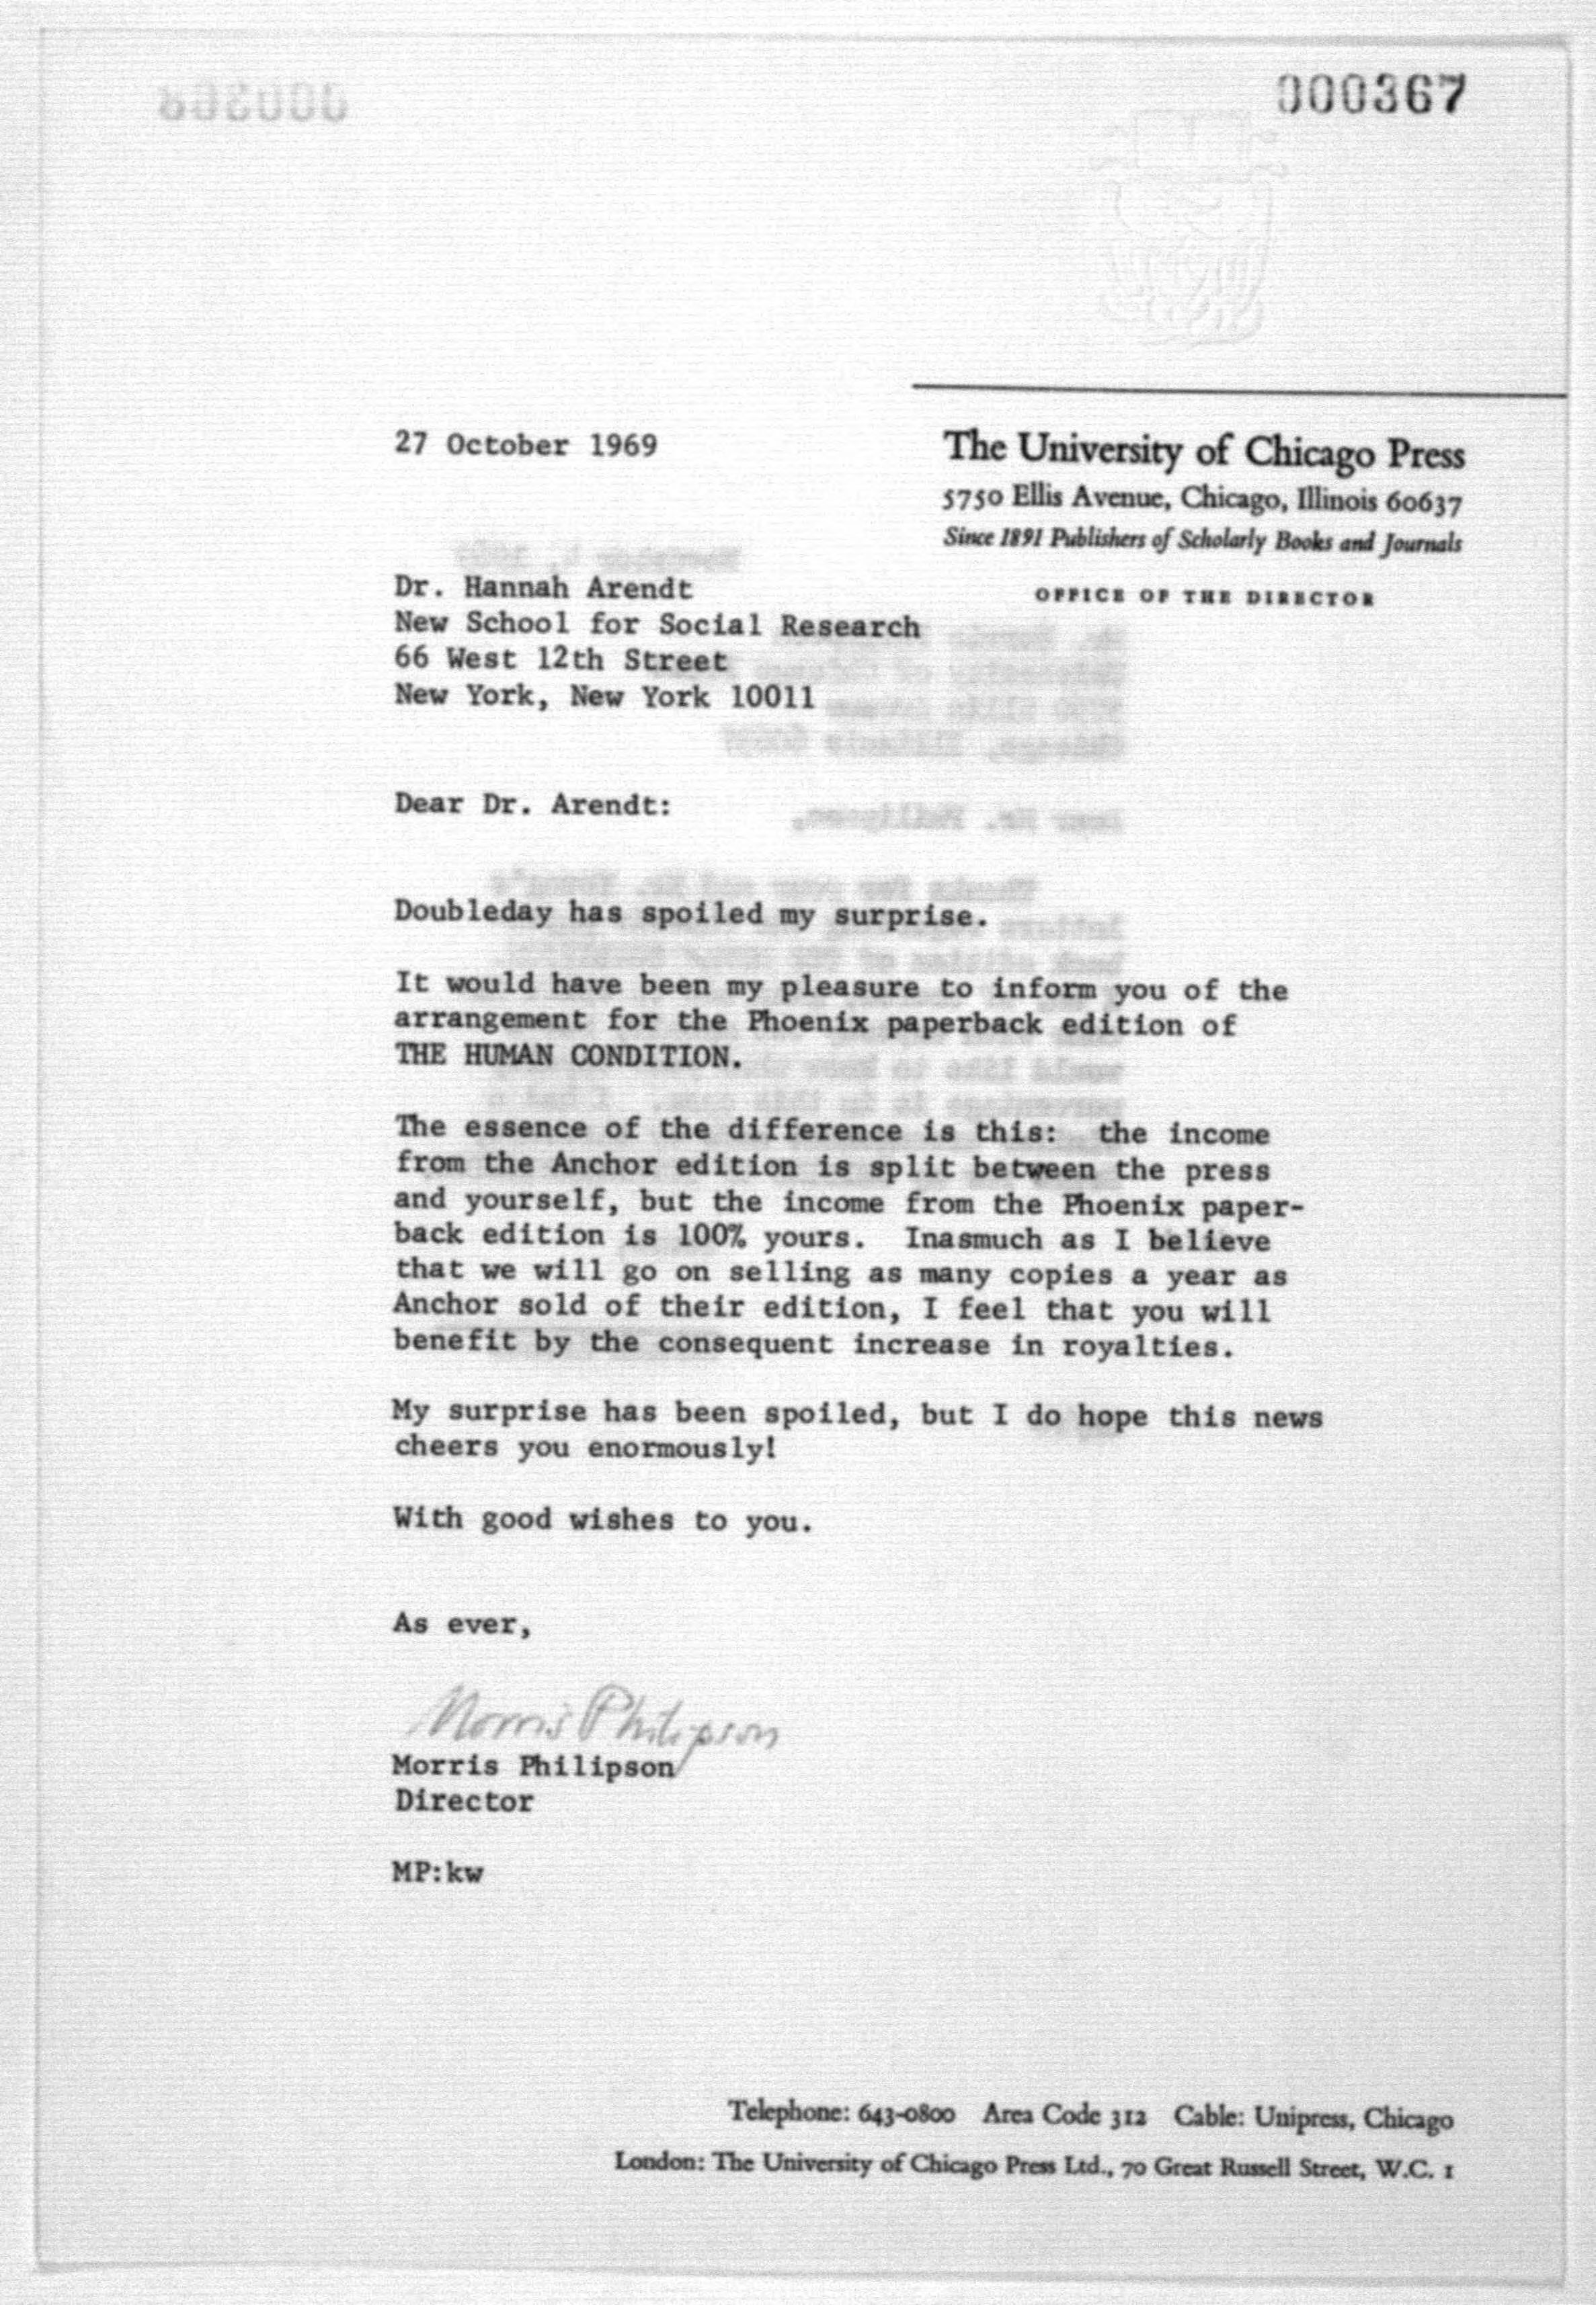 000367
27 October 1969
The University of Chicago Press
5750 Ellis Avenue, Chicago, Illinois 60637
Since 1891 Publishers of Scholarly Books and Journals
OFFICE OF THE DIRECTOR
Dr. Hannah Arendt
New School for Social Research
66 West 12th Street
New York, New York 10011
Dear Dr. Arendt:
Doubleday has spoiled my surprise.
It would have been my pleasure to inform you of the
arrangement for the Phoenix paperback edition of
THE HUMAN CONDITION.
The essence of the difference is this: the income
from the Anchor edition is split between the press
and yourself, but the income from the Phoenix paper-
back edition is 100% yours. Inasmuch as I believe
that we will go on selling as many copies a year as
Anchor sold of their edition, I feel that you will
benefit by the consequent increase in royalties.
My surprise has been spoiled, but I do hope this news
cheers you enormously!
With good wishes to you.
As ever,
Morris Philipson
Morris Philipson
Director
MP:kw
Telephone: 643-0800 Area Code 312 Cable: Unipress, Chicago
London: The University of Chicago Press Ltd., 70 Great Russell Street, W.C. 1